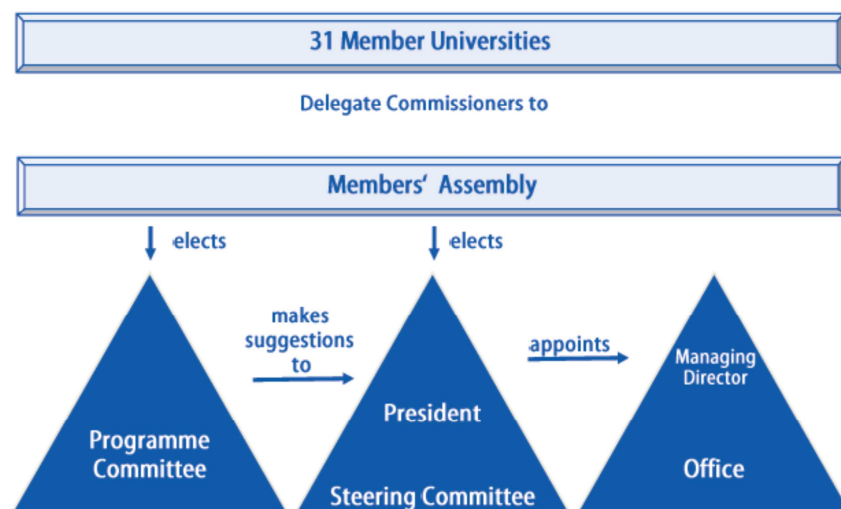 31 Member Universities
Delegate Commissioners to
Members‘ Assembly
elects
elects
makes
suggestions
to
appoints
Programme
Committee
President
Steering Committee
Managing
Director
Office